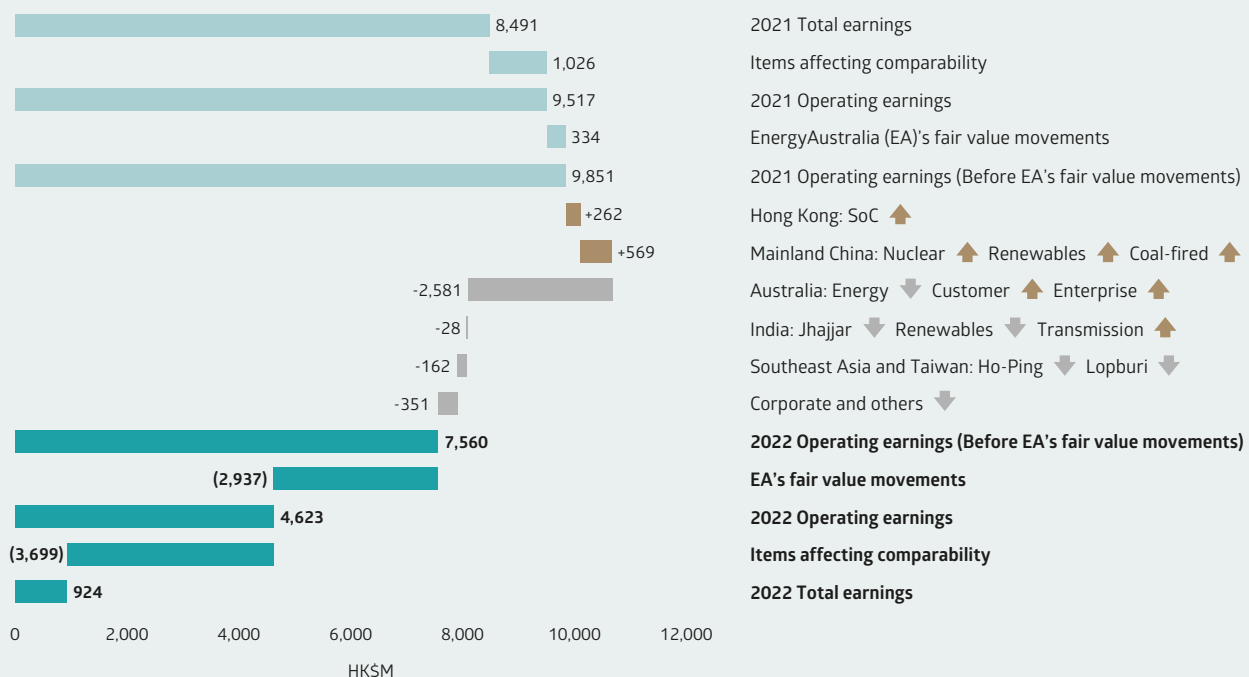 8,491 2021 Total earnings
1,026 Items affecting comparability
9,517 2021 Operating earnings
334 EnergyAustralia (EA)'s fair value movements
9,851 2021 Operating earnings (Before EA's fair value movements)
+262 Hong Kong: SoC
+569 Mainland China: Nuclear Renewables Coal-fired
-2,581 Australia: Energy Customer Enterprise
-28 India: Jhajjar Renewables Transmission
-162 Southeast Asia and Taiwan: Ho-Ping Lopburi
-351 Corporate and others
7,560 2022 Operating earnings (Before EA's fair value movements)
(2,937) EA's fair value movements
4,623 2022 Operating earnings
(3,699) Items affecting comparability
924 2022 Total earnings
0 2,000 4,000 6,000 8,000 10,000 12,000
HK$M